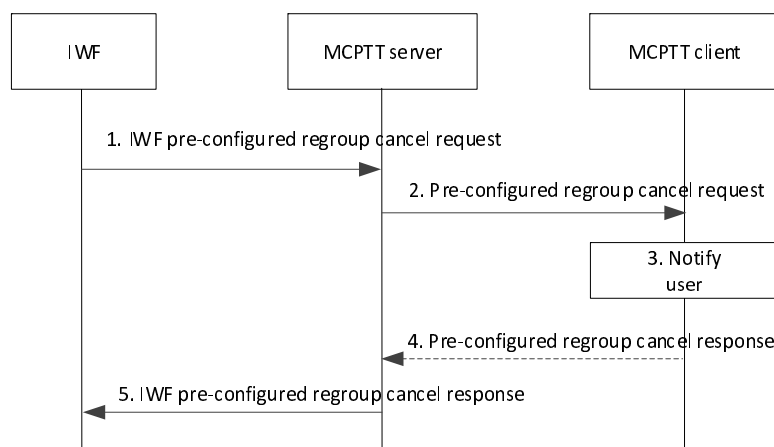 IWF
MCPTT server
MCPTT client
1. IWF pre-configured regroup cancel request
2. Pre-configured regroup cancel request
3. Notify
user
4. Pre-configured regroup cancel response
5. IWF pre-configured regroup cancel response